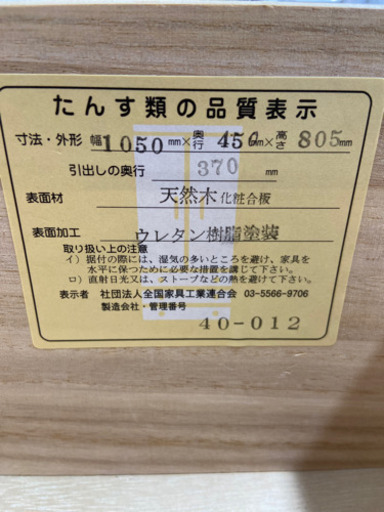 たんす類の品質表示
寸法・外形 幅1050mm×奥行450mm×高さ805mm
引出しの奥行 370 mm
表面材 天然木化粧合板
表面加工 ウレタン樹脂塗装
取り扱い上の注意
イ）据付の際には、湿気の多いところを避け、家具を
水平に保つために必要な措置を講じて下さい。
ロ）直射日光又は、ストーブなどの熱を避けて下さい。
表示者 社団法人全国家具工業連合会 03-5566-9706
製造会社・管理番号
40-012